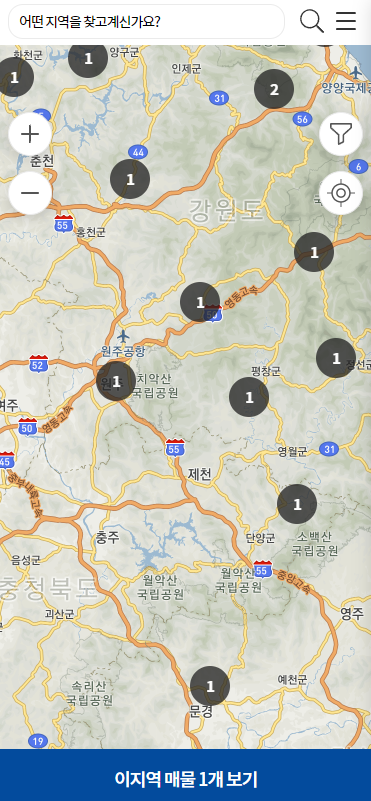 어떤 지역을 찾고계신가요?
화천군
1
양구군
1
인제군
2
31
양양국제공
56
44
6
춘천
1
강원도
55
홍천군
1
1
영동고속
50
원주공항
52
1
정선군
치악산
국립공원
1
평창군
1
여주
50
영동고속
55
영월군
31
45
제천
중부내륙고속
1
충주
단양군
소백산
국립공원
음성군
월악산
국립공원
월악산
국립공원
55
중앙고속
충청북도
괴산군
영주
속리산
국립공원
1
예천군
문경
19
이지역 매물 1개 보기